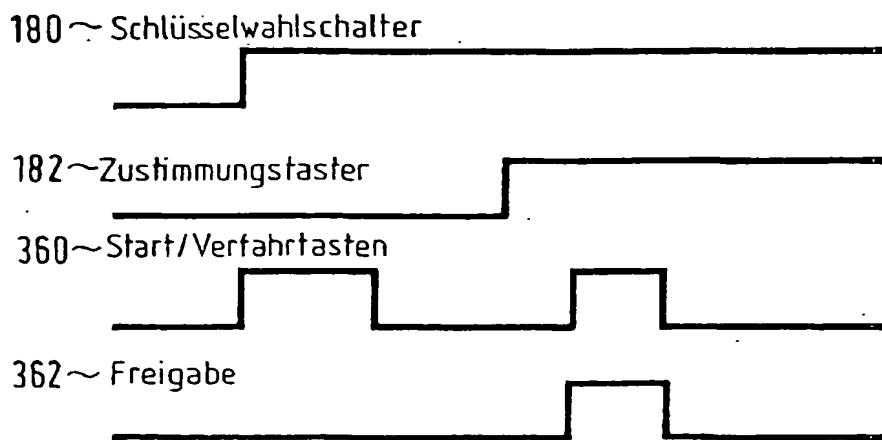 180~ Schlüsselwahlschalter
182~Zustimmungstaster
360~Start/Verfahrtasten
362~ Freigabe